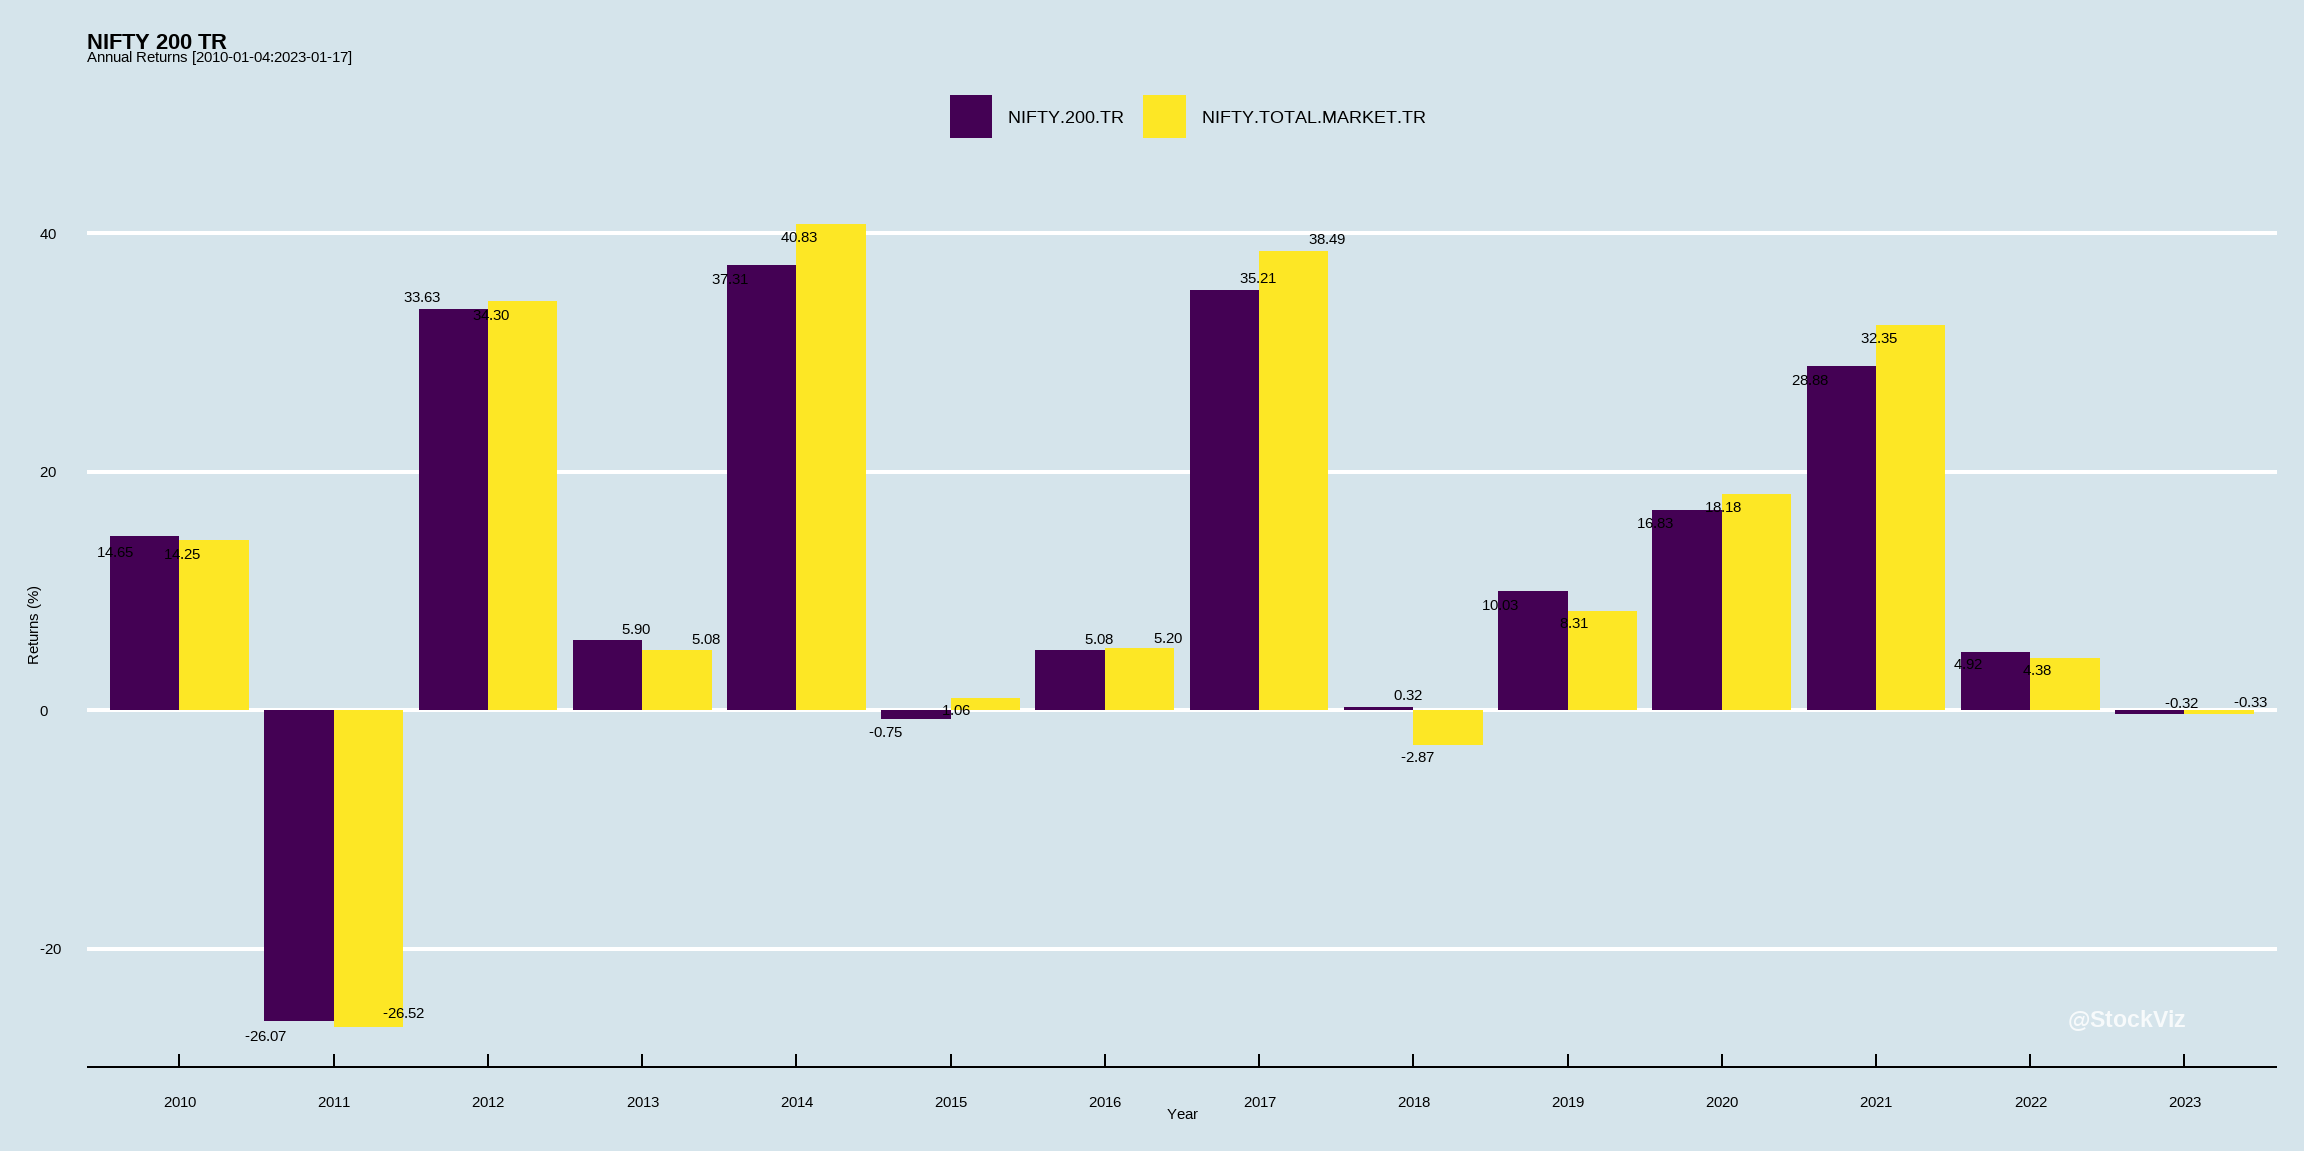 NIFTY 200 TR
Annual Returns [2010-01-04:2023-01-17]
NIFTY.200.TR NIFTY.TOTAL.MARKET.TR
40
20
0
-20
Returns (%)
14.65 14.25
-26.07 -26.52
33.63 34.30
5.90 5.08
37.31 40.83
-0.75 1.06
5.08 5.20
35.21 38.49
0.32 -2.87
10.03 8.31
16.83 18.18
28.88 32.35
4.92 4.38
-0.32 -0.33
@StockViz
2010 2011 2012 2013 2014 2015 2016 2017 2018 2019 2020 2021 2022 2023
Year